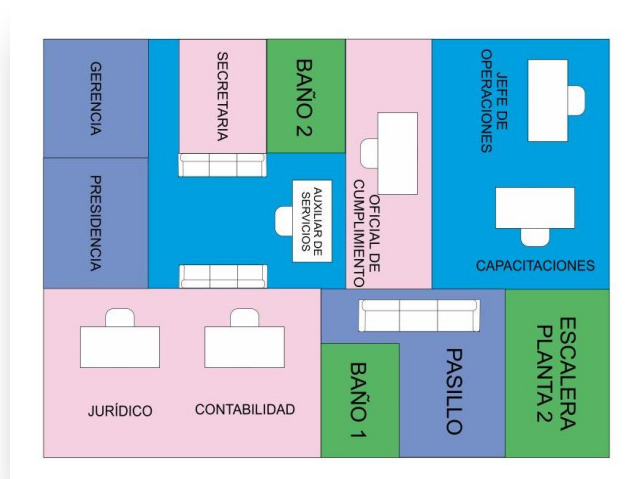 GERENCIA
SECRETARIA
BAÑO 2
JEFE DE
OPERACIONES
PRESIDENCIA
AUXILIAR DE
SERVICIOS
OFICIAL DE
CUMPLIMIENTO
CAPACITACIONES
JURÍDICO
CONTABILIDAD
BAÑO 1
PASILLO
ESCALERA
PLANTA 2